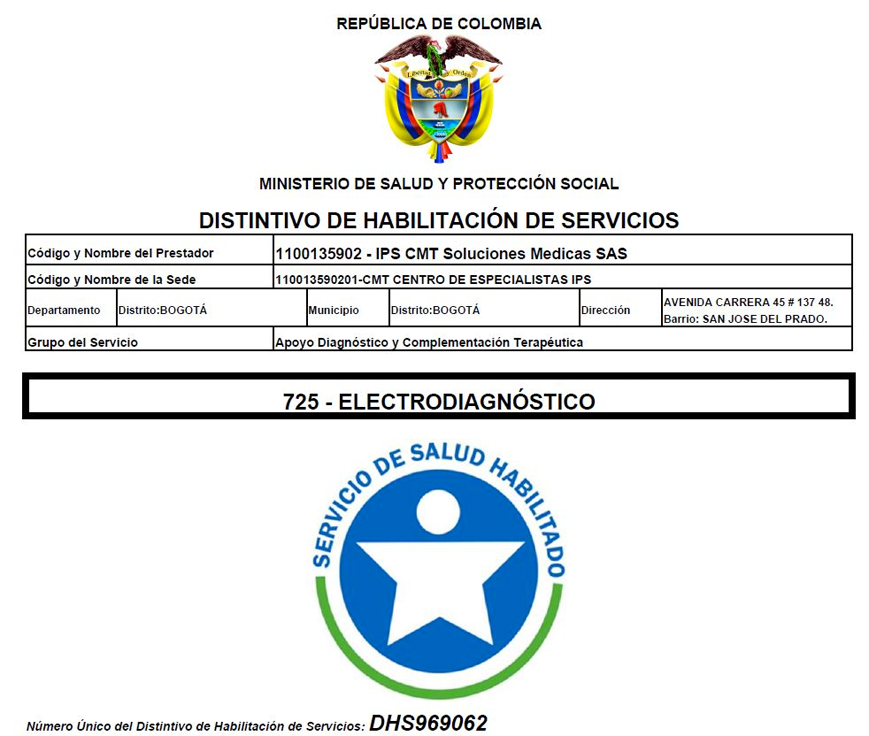 REPÚBLICA DE COLOMBIA
Libertad y Orden
MINISTERIO DE SALUD Y PROTECCIÓN SOCIAL
DISTINTIVO DE HABILITACIÓN DE SERVICIOS
Código y Nombre del Prestador 1100135902 - IPS CMT Soluciones Medicas SAS
Código y Nombre de la Sede 110013590201-CMT CENTRO DE ESPECIALISTAS IPS
Departamento Distrito:BOGOTÁ Municipio Distrito:BOGOTÁ Dirección AVENIDA CARRERA 45 # 137 48.
Barrio: SAN JOSE DEL PRADO.
Grupo del Servicio Apoyo Diagnóstico y Complementación Terapéutica
725 - ELECTRODIAGNÓSTICO
SERVICIO DE SALUD HABILITADO
Número Único del Distintivo de Habilitación de Servicios: DHS969062